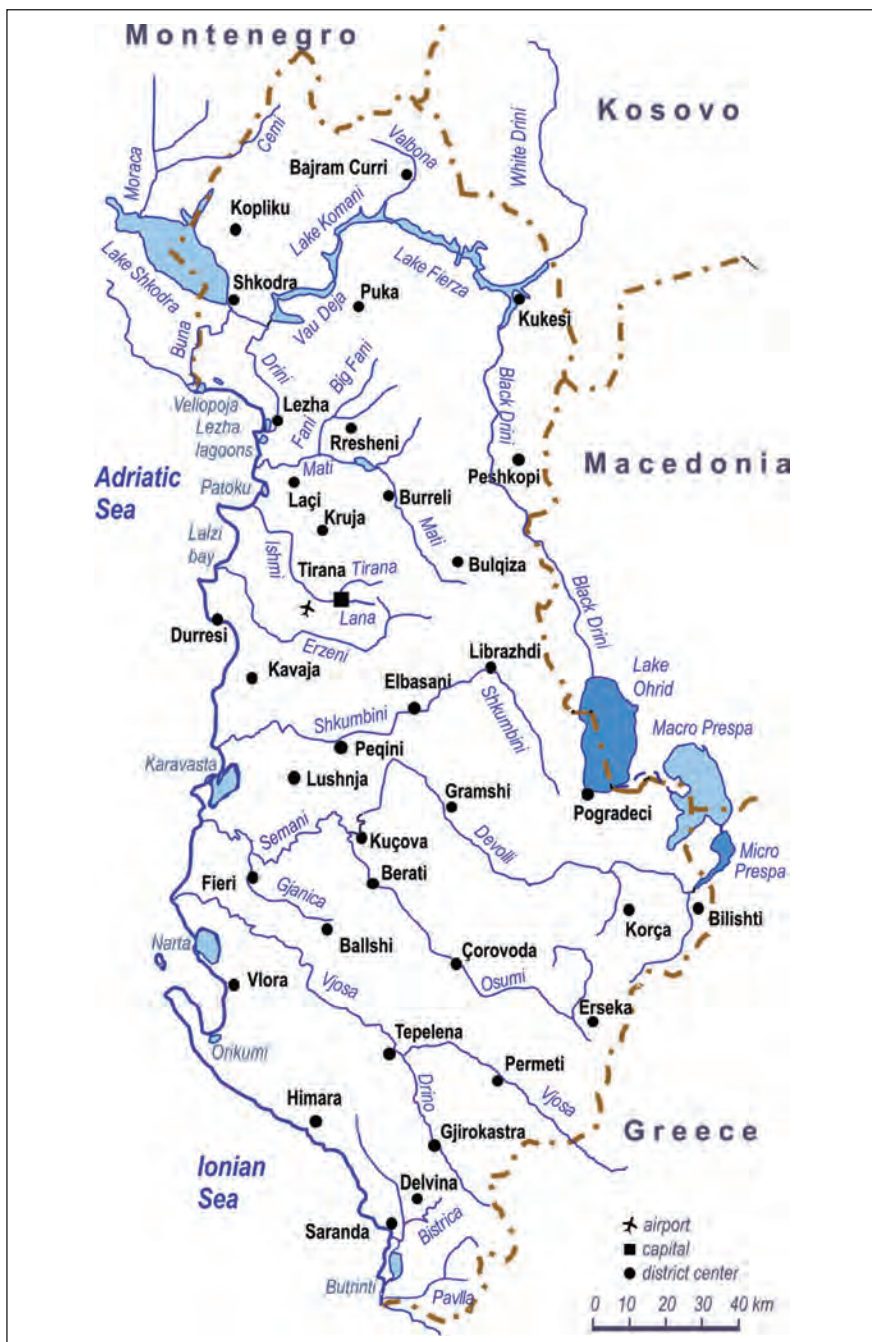 Montenegro
Kosovo
Moraca
Cemi
Valbona
White Drini
Bajram Curri
Kopliku
Lake Komani
Lake Shkodra
Shkodra
Lake Fierza
Vau Deja
Puka
Kukesi
Buna
Drini
Big Fani
Black Drini
Veliopoja
Lezha
Lezha
lagoons
Fani
Rresheni
Macedonia
Adriatic
Sea
Mati
Peshkopi
Patoku
Laçi
Burreli
Kruja
Lalzi
bay
Ishmi
Mati
Tirana
Tirana
Bulqiza
Black Drini
Lana
Durresi
Erzeni
Librazhdi
Lake
Ohrid
Kavaja
Elbasani
Macro Prespa
Shkumbini
Shkumbini
Karavasta
Peqini
Lushnja
Gramshi
Pogradeci
Semani
Kuçova
Devolli
Micro
Prespa
Fieri
Gjanica
Berati
Korça
Bilishti
Ballshi
Narta
Çorovoda
Vlora
Vjosa
Osumi
Erseka
Orikumi
Tepelena
Permeti
Drino
Vjosa
Himara
Gjirokastra
Greece
Ionian
Sea
Delvina
Saranda
Bistrica
airport
capital
district center
Butrinti
Pavlla
0 10 20 40 km